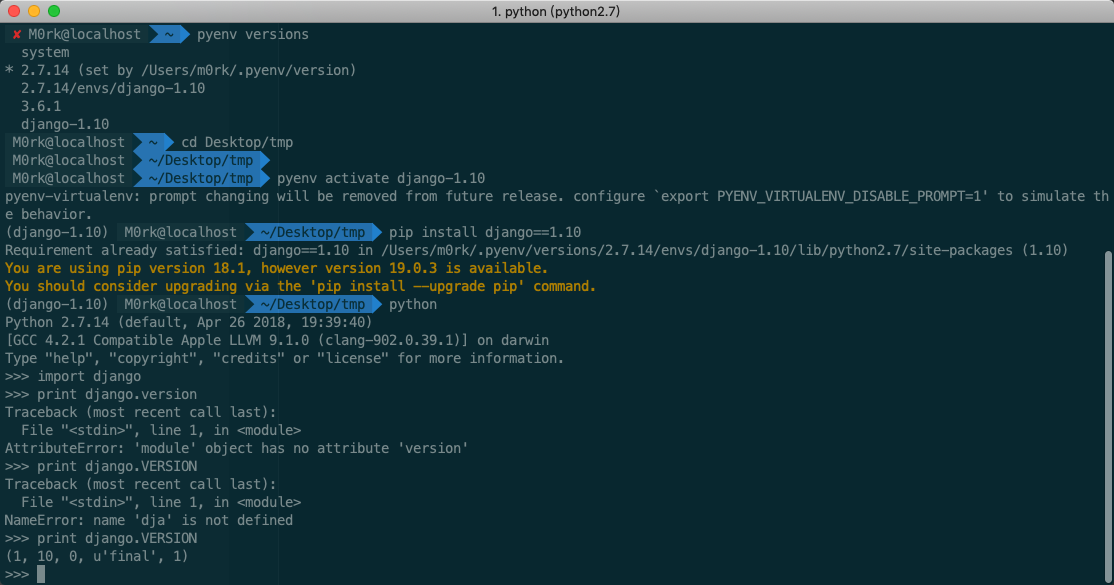 1. python (python2.7)
✘ M0rk@localhost ~ pyenv versions
system
* 2.7.14 (set by /Users/m0rk/.pyenv/version)
2.7.14/envs/django-1.10
3.6.1
django-1.10
M0rk@localhost ~ cd Desktop/tmp
M0rk@localhost ~/Desktop/tmp
M0rk@localhost ~/Desktop/tmp pyenv activate django-1.10
pyenv-virtualenv: prompt changing will be removed from future release. configure `export PYENV_VIRTUALENV_DISABLE_PROMPT=1' to simulate th
e behavior.
(django-1.10) M0rk@localhost ~/Desktop/tmp pip install django==1.10
Requirement already satisfied: django==1.10 in /Users/m0rk/.pyenv/versions/2.7.14/envs/django-1.10/lib/python2.7/site-packages (1.10)
You are using pip version 18.1, however version 19.0.3 is available.
You should consider upgrading via the 'pip install --upgrade pip' command.
(django-1.10) M0rk@localhost ~/Desktop/tmp python
Python 2.7.14 (default, Apr 26 2018, 19:39:40)
[GCC 4.2.1 Compatible Apple LLVM 9.1.0 (clang-902.0.39.1)] on darwin
Type "help", "copyright", "credits" or "license" for more information.
>>> import django
>>> print django.version
Traceback (most recent call last):
File "<stdin>", line 1, in <module>
AttributeError: 'module' object has no attribute 'version'
>>> print django.VERSION
Traceback (most recent call last):
File "<stdin>", line 1, in <module>
NameError: name 'dja' is not defined
>>> print django.VERSION
(1, 10, 0, u'final', 1)
>>>